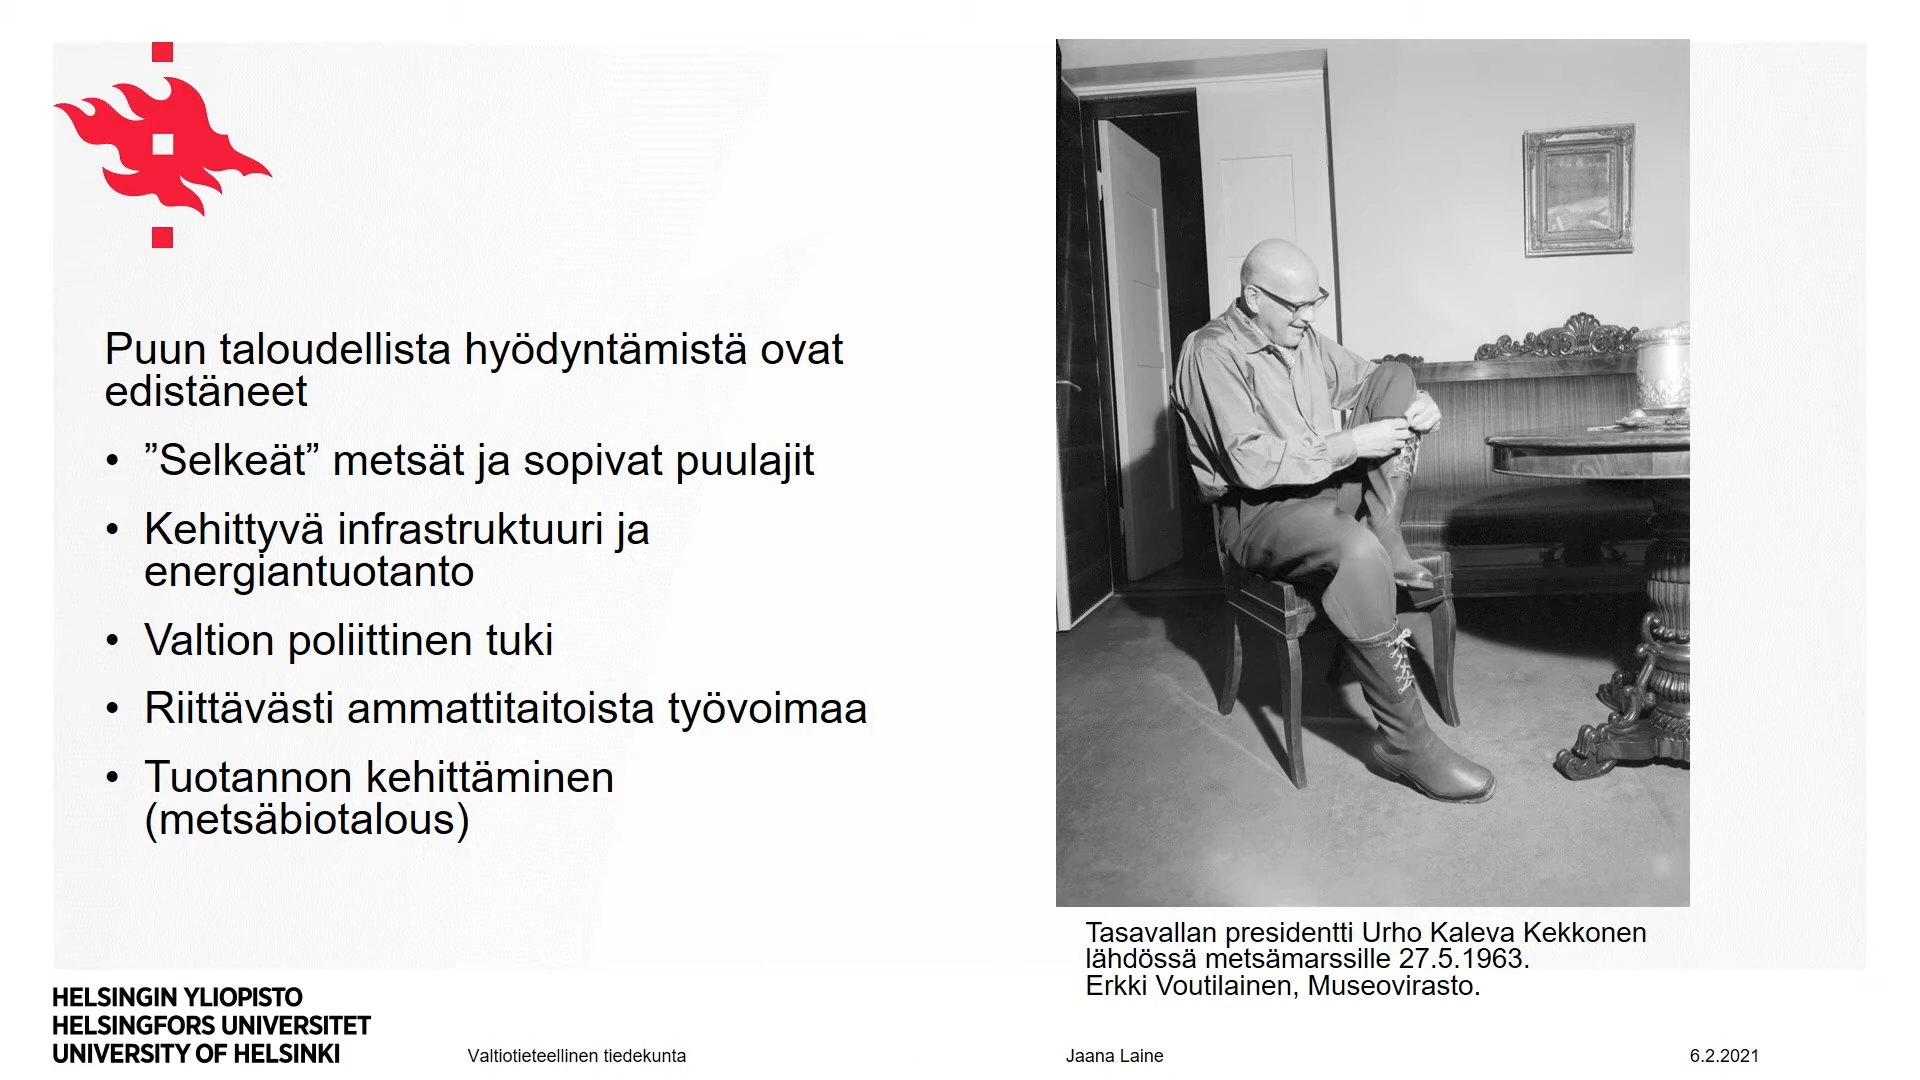 Puun taloudellista hyödyntämistä ovat
edistäneet
• ”Selkeät” metsät ja sopivat puulajit
• Kehittyvä infrastruktuuri ja
energiantuotanto
• Valtion poliittinen tuki
• Riittävästi ammattitaitoista työvoimaa
• Tuotannon kehittäminen
(metsäbiotalous)
Tasavallan presidentti Urho Kaleva Kekkonen
lähdössä metsämarssille 27.5.1963.
Erkki Voutilainen, Museovirasto.
HELSINGIN YLIOPISTO
HELSINGFORS UNIVERSITET
UNIVERSITY OF HELSINKI
Valtiotieteellinen tiedekunta
Jaana Laine
6.2.2021